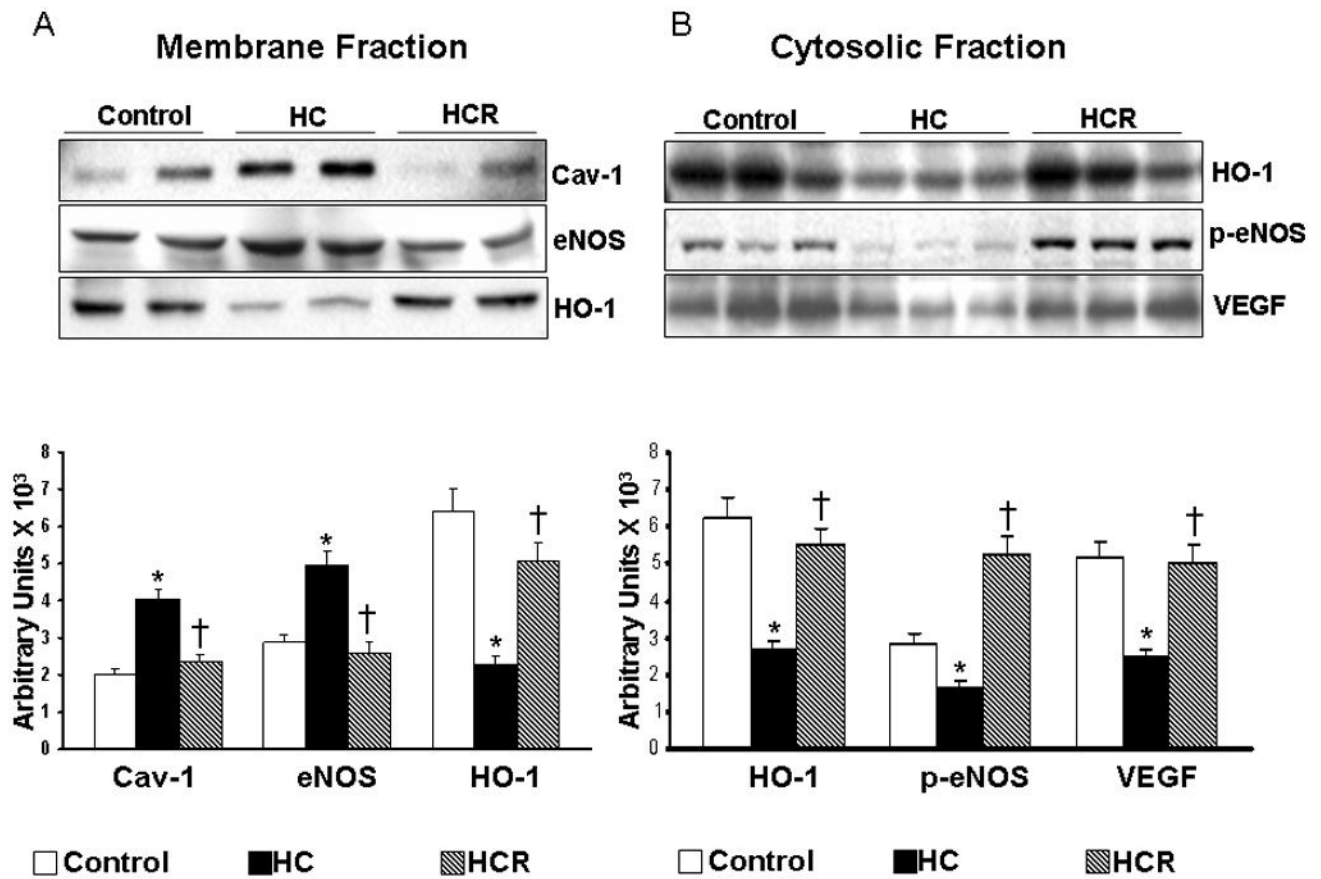 A
Membrane Fraction
Control HC HCR
Cav-1
eNOS
HO-1
8
7
6
5
4
3
2
1
0
Arbitrary Units X 10³
* † * † * †
Cav-1 eNOS HO-1
Control HC HCR
B
Cytosolic Fraction
Control HC HCR
HO-1
p-eNOS
VEGF
8
7
6
5
4
3
2
1
0
Arbitrary Units X 10³
* † * † * †
HO-1 p-eNOS VEGF
Control HC HCR